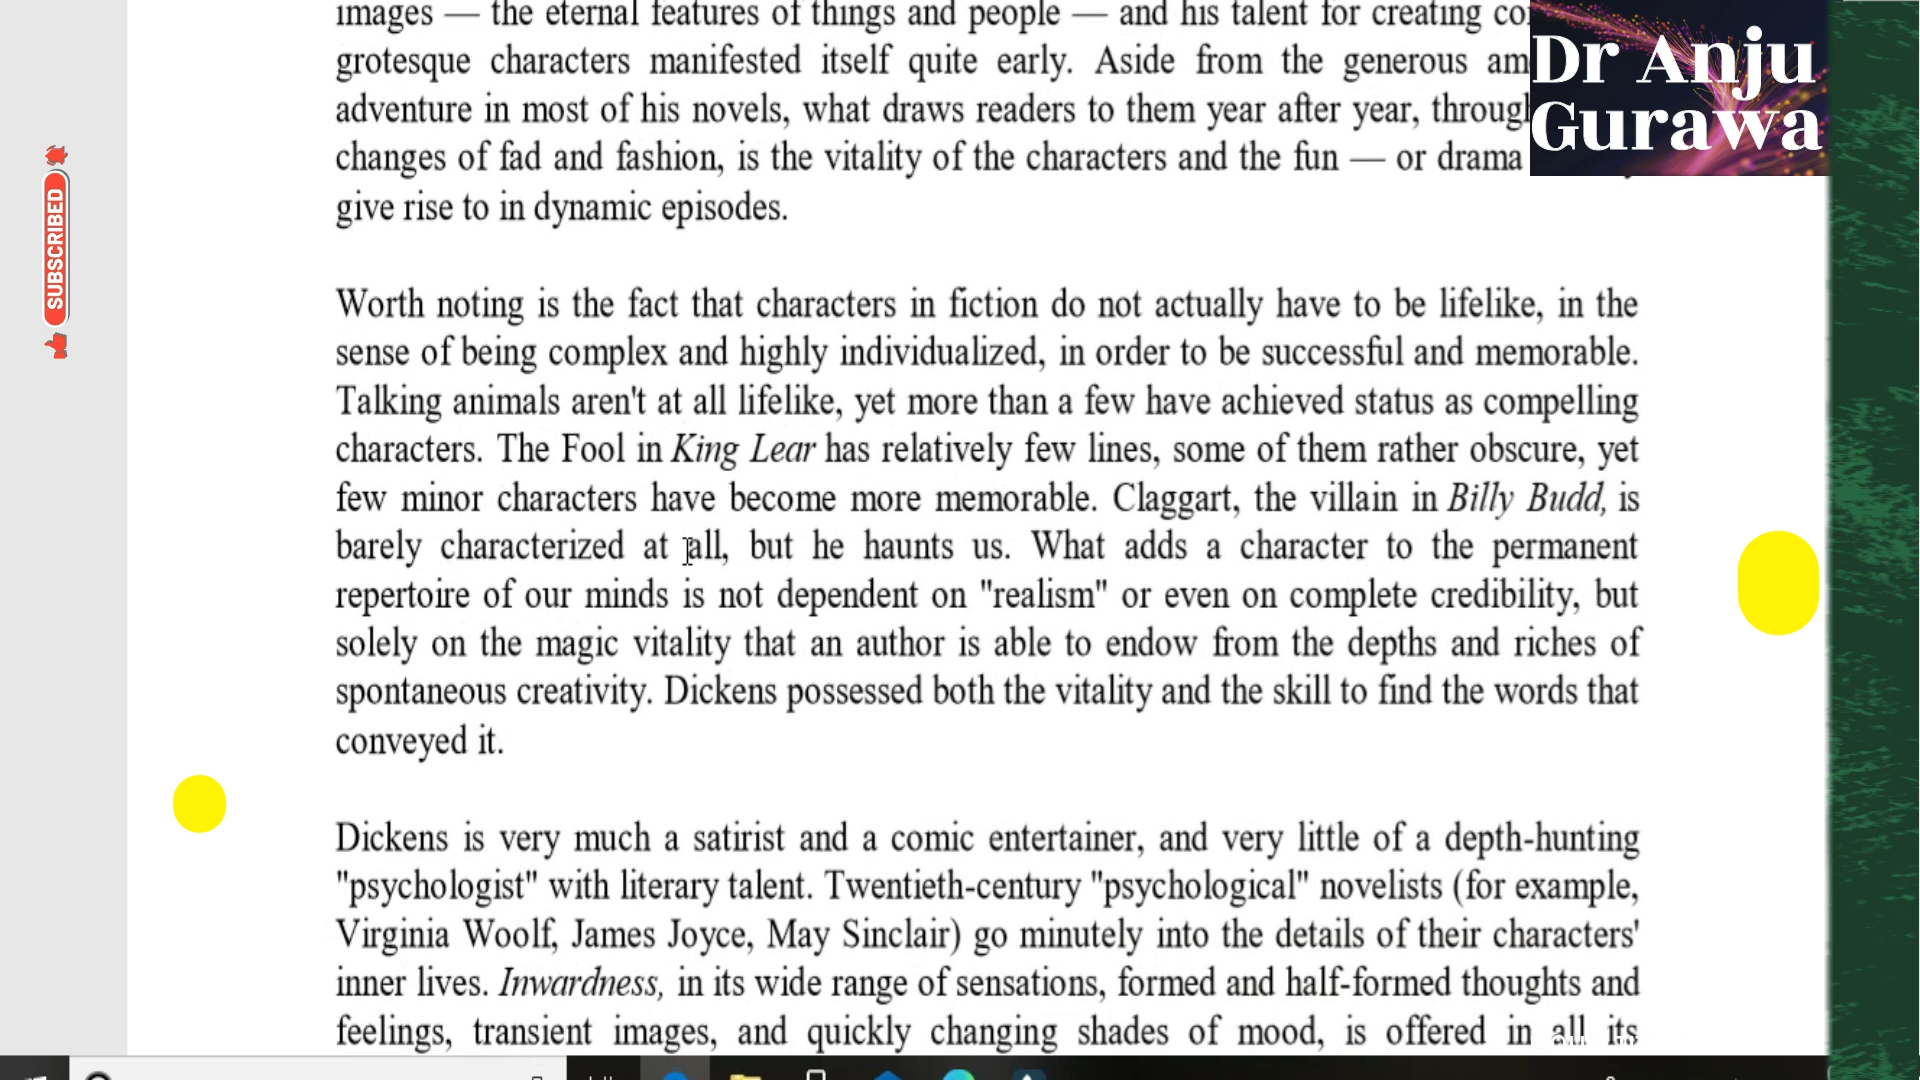 images — the eternal features of things and people — and his talent for creating
grotesque characters manifested itself quite early. Aside from the generous
adventure in most of his novels, what draws readers to them year after year,
changes of fad and fashion, is the vitality of the characters and the fun — or drama
give rise to in dynamic episodes.
Dr Anju
Gurawa
SUBSCRIBED
Worth noting is the fact that characters in fiction do not actually have to be lifelike, in the
sense of being complex and highly individualized, in order to be successful and memorable.
Talking animals aren't at all lifelike, yet more than a few have achieved status as compelling
characters. The Fool in King Lear has relatively few lines, some of them rather obscure, yet
few minor characters have become more memorable. Claggart, the villain in Billy Budd, is
barely characterized at all, but he haunts us. What adds a character to the permanent
repertoire of our minds is not dependent on "realism" or even on complete credibility, but
solely on the magic vitality that an author is able to endow from the depths and riches of
spontaneous creativity. Dickens possessed both the vitality and the skill to find the words that
conveyed it.
Dickens is very much a satirist and a comic entertainer, and very little of a depth-hunting
"psychologist" with literary talent. Twentieth-century "psychological" novelists (for example,
Virginia Woolf, James Joyce, May Sinclair) go minutely into the details of their characters'
inner lives. Inwardness, in its wide range of sensations, formed and half-formed thoughts and
feelings, transient images, and quickly changing shades of mood, is offered in all its